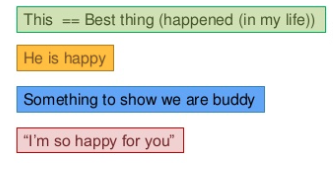 This  == Best thing (happened (in my life))
He is happy
Something to show we are buddy
“I’m so happy for you”